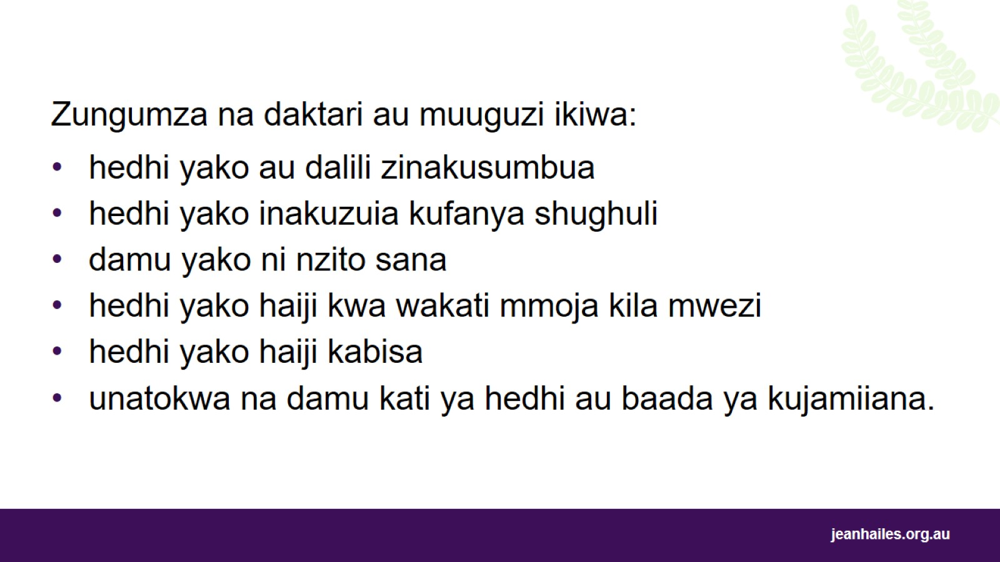 Zungumza na daktari au muuguzi ikiwa:
• hedhi yako au dalili zinakusumbua
• hedhi yako inakuzuia kufanya shughuli
• damu yako ni nzito sana
• hedhi yako haiji kwa wakati mmoja kila mwezi
• hedhi yako haiji kabisa
• unatokwa na damu kati ya hedhi au baada ya kujamiiana.
jeanhailes.org.au